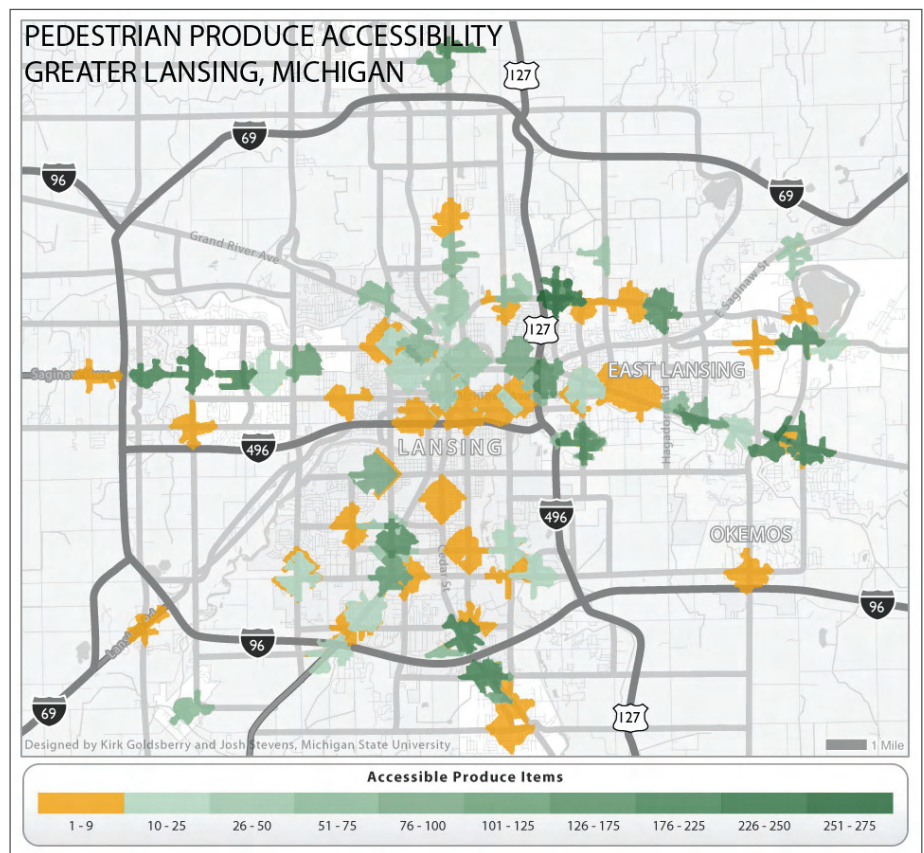 PEDESTRIAN PRODUCE ACCESSIBILITY
GREATER LANSING, MICHIGAN
127
69
96
69
Grand River Ave
E Saginaw St
127
Saginaw
EAST LANSING
Hagadorn Rd
496
LANSING
496
OKEMOS
Cedar St
96
96
69
127
Designed by Kirk Goldsberry and Josh Stevens, Michigan State University
1 Mile
Accessible Produce Items
1 - 9 10 - 25 26 - 50 51 - 75 76 - 100 101 - 125 126 - 175 176 - 225 226 - 250 251 - 275